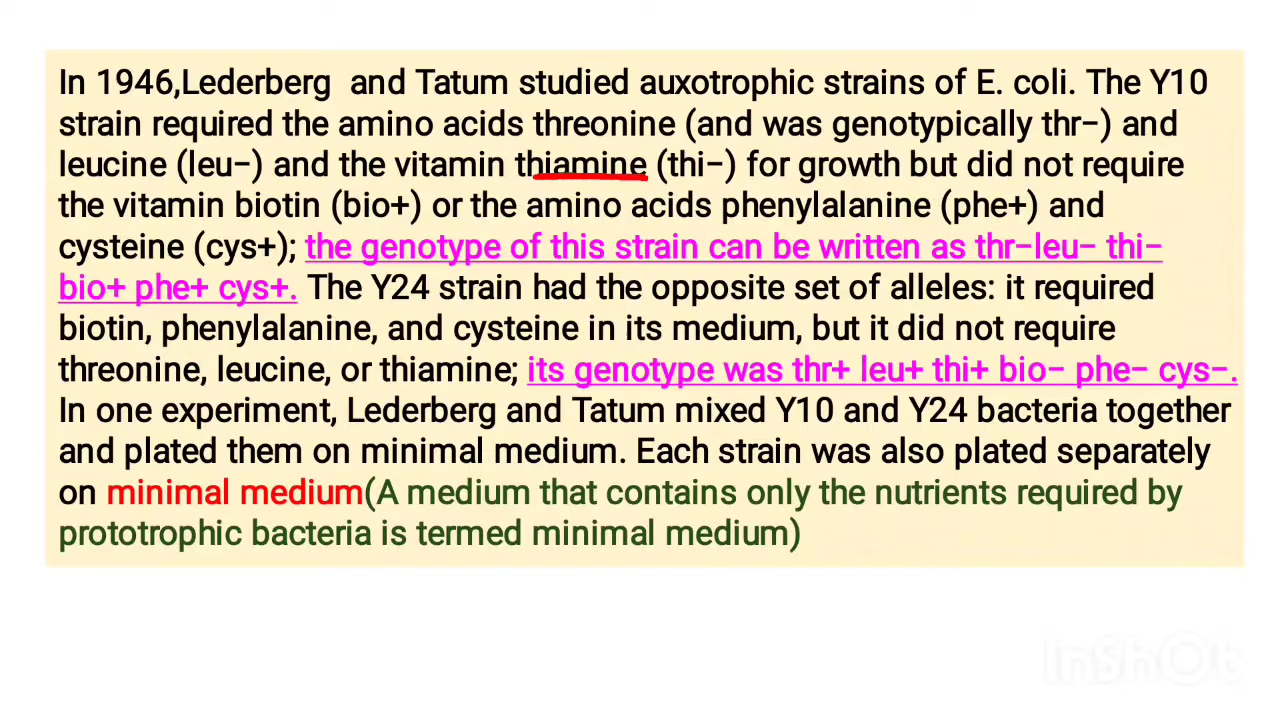 In 1946,Lederberg and Tatum studied auxotrophic strains of E. coli. The Y10
strain required the amino acids threonine (and was genotypically thr−) and
leucine (leu−) and the vitamin thiamine (thi−) for growth but did not require
the vitamin biotin (bio+) or the amino acids phenylalanine (phe+) and
cysteine (cys+); the genotype of this strain can be written as thr−leu− thi−
bio+ phe+ cys+. The Y24 strain had the opposite set of alleles: it required
biotin, phenylalanine, and cysteine in its medium, but it did not require
threonine, leucine, or thiamine; its genotype was thr+ leu+ thi+ bio− phe− cys−.
In one experiment, Lederberg and Tatum mixed Y10 and Y24 bacteria together
and plated them on minimal medium. Each strain was also plated separately
on minimal medium(A medium that contains only the nutrients required by
prototrophic bacteria is termed minimal medium)
InShOt